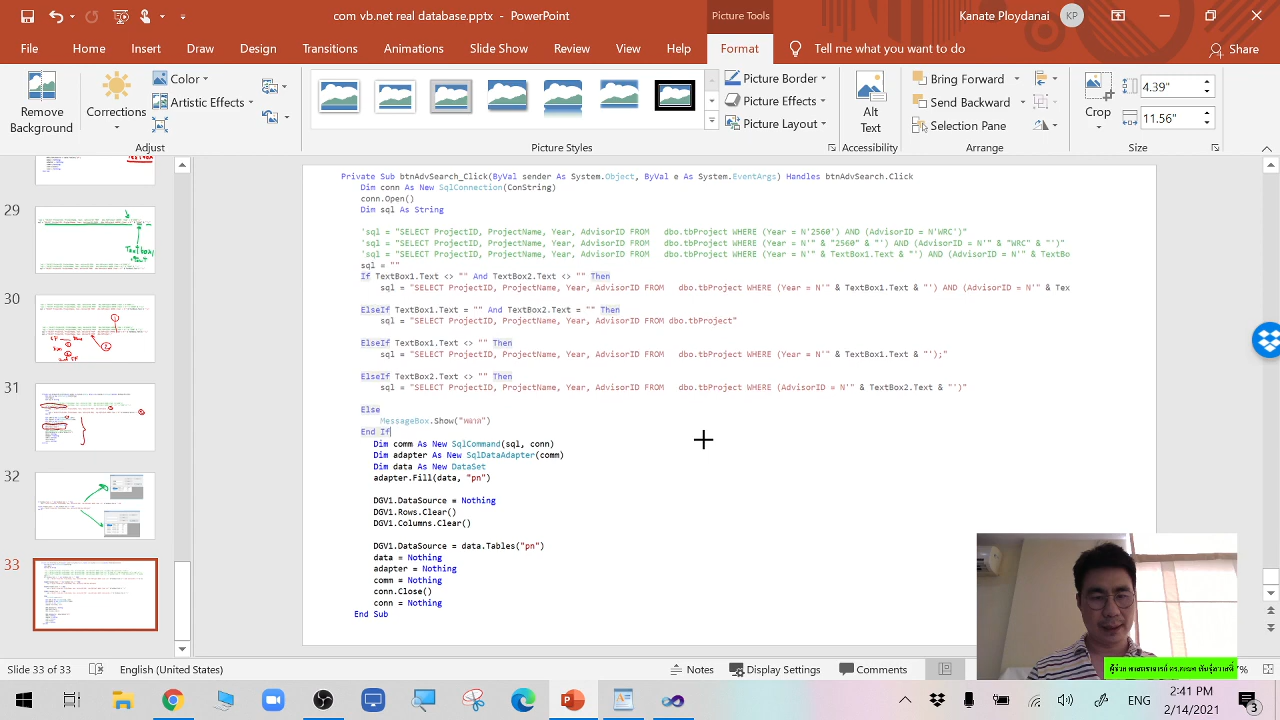 com vb.net com database.pptx - PowerPoint
Picture Tools
Kanate Ploydanai
KP
File
Home
Insert
Draw
Design
Transitions
Animations
Slide Show
Review
View
Help
Format
Tell me what you want to do
Share
Remove Background
Corrections
Color
Artistic Effects
Picture Border
Picture Effects
Picture Layout
Alt Text
Bring Forward
Send Backward
Selection Pane
Crop
4.39"
11.56"
Adjust
Picture Styles
Accessibility
Arrange
Size
29
30
31
32
33
Private Sub btnAdvSearch_Click(ByVal sender As System.Object, ByVal e As System.EventArgs) Handles btnAdvSearch.Click
Dim conn As New SqlConnection(ConString)
conn.Open()
Dim sql As String
'sql = "SELECT ProjectID, ProjectName, Year, AdvisorID FROM dbo.tbProject WHERE (Year = N'2560') AND (AdvisorID = N'WRC')"
'sql = "SELECT ProjectID, ProjectName, Year, AdvisorID FROM dbo.tbProject WHERE (Year = N'" & "2560" & "') AND (AdvisorID = N'" & "WRC" & "')"
'sql = "SELECT ProjectID, ProjectName, Year, AdvisorID FROM dbo.tbProject WHERE (Year = N'" & TextBox1.Text & "') AND (AdvisorID = N'" & TextBo
sql = ""
If TextBox1.Text <> "" And TextBox2.Text <> "" Then
sql = "SELECT ProjectID, ProjectName, Year, AdvisorID FROM dbo.tbProject WHERE (Year = N'" & TextBox1.Text & "') AND (AdvisorID = N'" & Tex
ElseIf TextBox1.Text = "" And TextBox2.Text = "" Then
sql = "SELECT ProjectID, ProjectName, Year, AdvisorID FROM dbo.tbProject"
ElseIf TextBox1.Text <> "" Then
sql = "SELECT ProjectID, ProjectName, Year, AdvisorID FROM dbo.tbProject WHERE (Year = N'" & TextBox1.Text & "');"
ElseIf TextBox2.Text <> "" Then
sql = "SELECT ProjectID, ProjectName, Year, AdvisorID FROM dbo.tbProject WHERE (AdvisorID = N'" & TextBox2.Text & "')"
Else
MessageBox.Show("พลาด")
End If
Dim comm As New SqlCommand(sql, conn)
Dim adapter As New SqlDataAdapter(comm)
Dim data As New DataSet
adapter.Fill(data, "pn")
DGV1.DataSource = Nothing
DGV1.Rows.Clear()
DGV1.Columns.Clear()
DGV1.DataSource = data.Tables("pn")
data = Nothing
adapter = Nothing
comm = Nothing
conn.Close()
conn = Nothing
End Sub
Slide 33 of 33
English (United States)
Notes
Display Settings
Comments
ENG
2:41 PM
2/14/2021
3